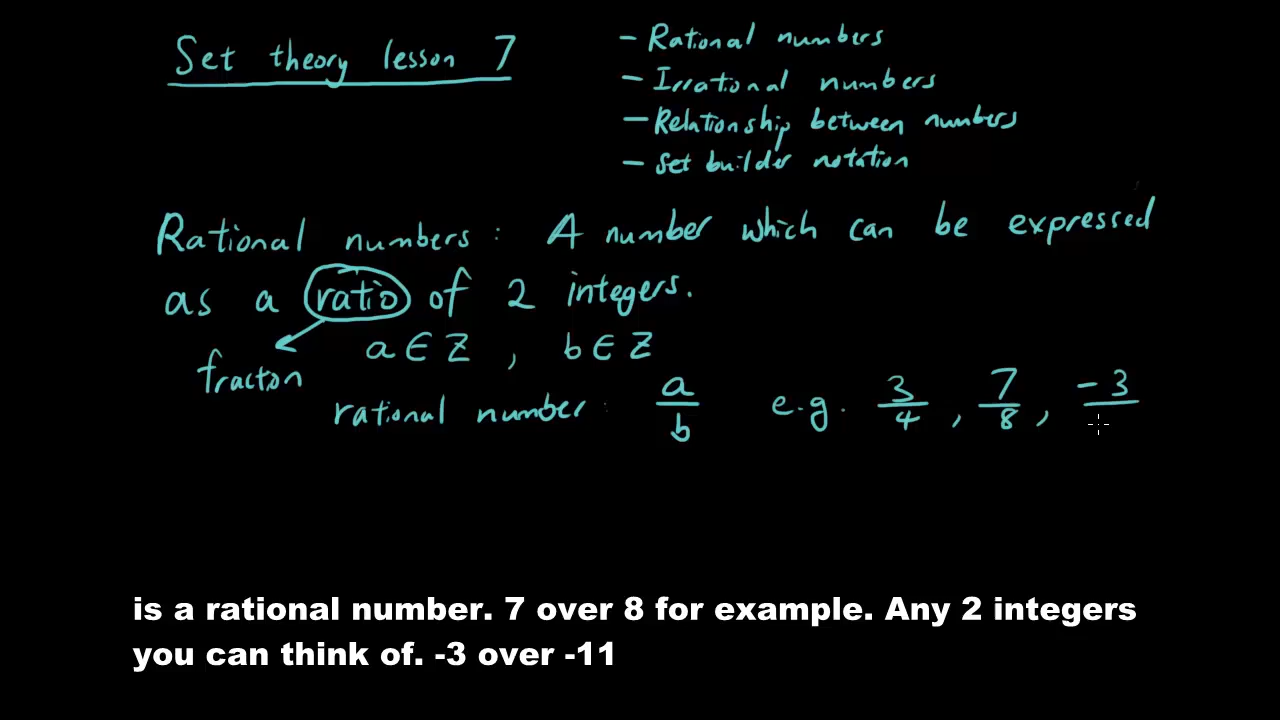 Set theory lesson 7
- Rational numbers
- Irrational numbers
- Relationship between numbers
- Set builder notation
Rational numbers: A number which can be expressed
as a ratio of 2 integers.
fraction
a ∈ Z, b ∈ Z
rational number: a/b e.g. 3/4, 7/8, -3/
is a rational number. 7 over 8 for example. Any 2 integers
you can think of. -3 over -11